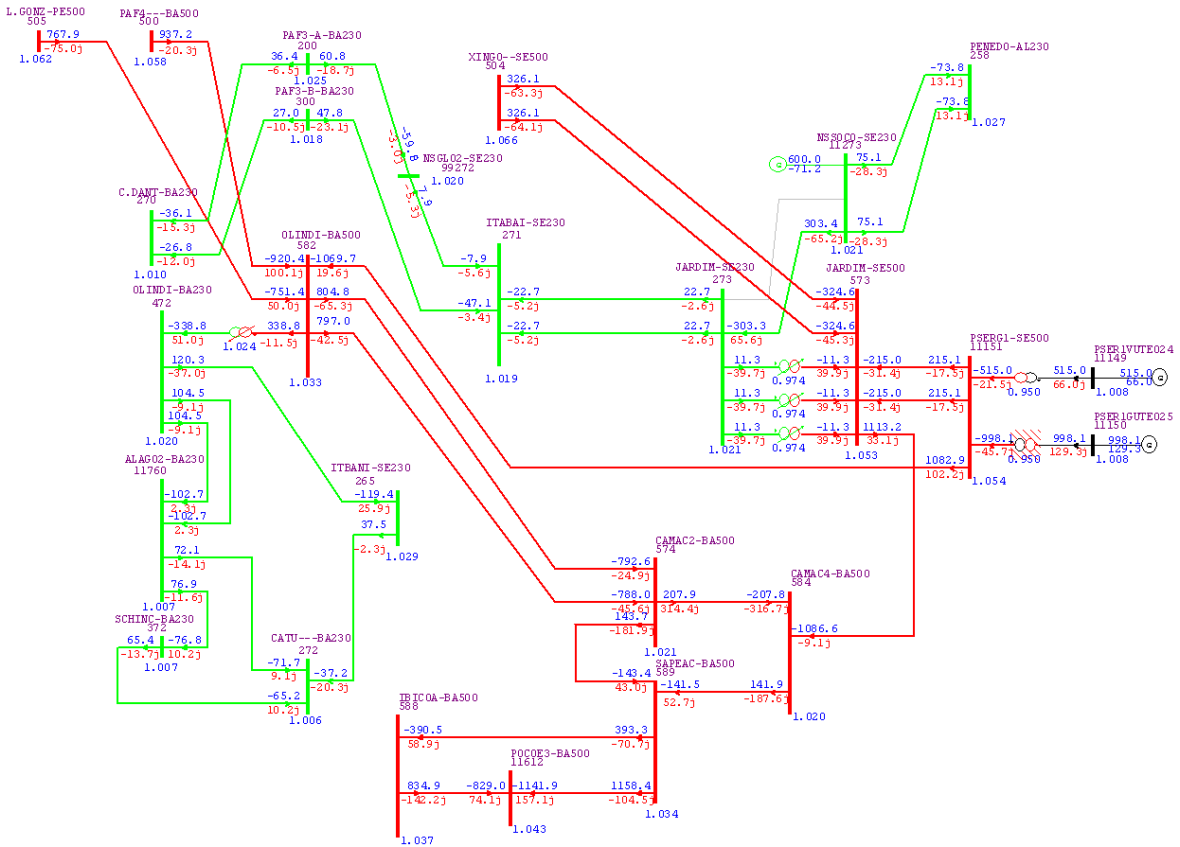 L.GONZ-PE500
505
767.9
-75.0j
1.062
PAF4---BA500
500
937.2
-20.3j
1.058
PAF3-A-BA230
200
36.4 60.8
-6.5j -18.7j
1.025
PAF3-B-BA230
300
27.0 47.8
-10.5j -23.1j
1.018
XINGO--SE500
504
326.1
-63.3j
326.1
-64.1j
1.066
PENEDO-AL230
258
-73.8
13.1j
-73.8
13.1j
1.027
NSSOCO-SE230
11273
G 600.0 75.1
-71.2 -28.3j
303.4 75.1
-65.2j -28.3j
1.021
-59.8
-3.0j
NSGLO2-SE230
99272
1.020
7.9
-5.3j
C.DANT-BA230
270
-36.1
-15.3j
-26.8
-12.0j
1.010
OLINDI-BA500
582
-920.4 -1069.7
100.1j 19.6j
-751.4 804.8
50.0j -65.3j
338.8 797.0
-11.5j -42.5j
1.033
ITABAI-SE230
271
-7.9
-5.6j
-47.1 -22.7
-3.4j -5.2j
-22.7
-5.2j
1.019
JARDIM-SE230
273
22.7
-2.6j
22.7 -303.3
-2.6j 65.6j
11.3
-39.7j
0.974
11.3
-39.7j
0.974
11.3
-39.7j
0.974
1.021
JARDIM-SE500
573
-324.6
-44.5j
-324.6
-45.3j
-11.3 -215.0
39.9j -31.4j
-11.3 -215.0
39.9j -31.4j
-11.3 1113.2
39.9j 33.1j
1.053
PSERG1-SE500
11151
215.1 -515.0
-17.5j -21.5j
215.1
-17.5j
-998.1
-45.7j
1082.9
102.2j
1.054
0.950
0.950
PSER1VUTE024
11149
515.0 515.0 G
66.0j 66.0
1.008
PSER1GUTE025
11150
998.1 998.1 G
129.3j 129.3
1.008
OLINDI-BA230
472
-338.8
51.0j
1.024
120.3
-37.0j
104.5
-9.1j
104.5
-9.1j
1.020
ALAGO2-BA230
11760
-102.7
2.3j
-102.7
2.3j
72.1
-14.1j
76.9
-11.6j
1.007
ITBANI-SE230
265
-119.4
25.9j
37.5
-2.3j
1.029
SCHINC-BA230
372
65.4 -76.8
-13.7j 10.2j
1.007
CATU---BA230
272
-71.7
9.1j
-37.2
-20.3j
-65.2
10.2j
1.006
CAMAC2-BA500
574
-792.6
-24.9j
-788.0 207.9
-45.6j 314.4j
143.7
-181.9j
1.021
CAMAC4-BA500
584
-207.8
-316.7j
-1086.6
-9.1j
141.9
-187.6j
1.020
SAPEAC-BA500
589
-143.4
43.0j
-141.5
52.7j
393.3
-70.7j
1158.4
-104.5j
1.034
IBICOA-BA500
588
-390.5
58.9j
834.9
-142.2j
1.037
POCOE3-BA500
11612
-829.0 -1141.9
74.1j 157.1j
1.043